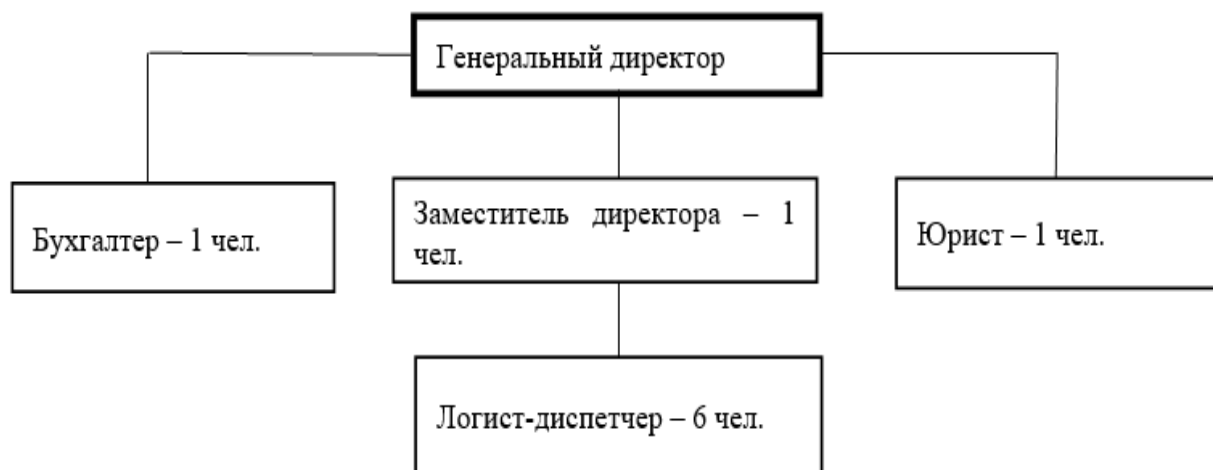 Генеральный директор
Бухгалтер – 1 чел.
Заместитель директора – 1
чел.
Юрист – 1 чел.
Логист-диспетчер – 6 чел.